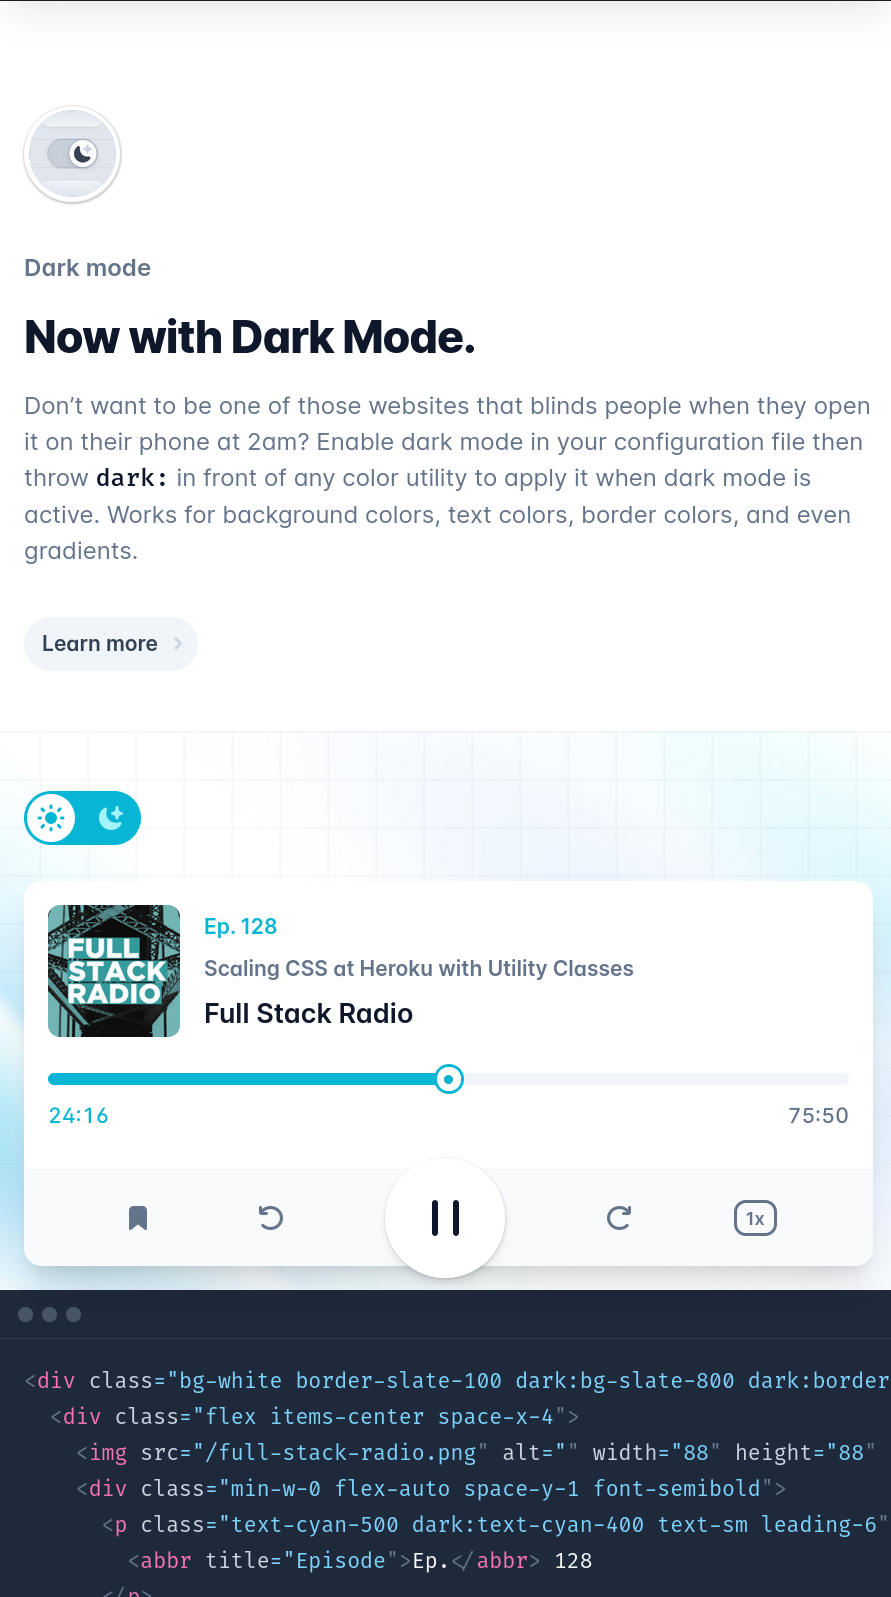 Dark mode
Now with Dark Mode.
Don’t want to be one of those websites that blinds people when they open
it on their phone at 2am? Enable dark mode in your configuration file then
throw dark: in front of any color utility to apply it when dark mode is
active. Works for background colors, text colors, border colors, and even
gradients.
Learn more
FULL
STACK
RADIO
Ep. 128
Scaling CSS at Heroku with Utility Classes
Full Stack Radio
24:16
75:50
1x
<div class="bg-white border-slate-100 dark:bg-slate-800 dark:border
<div class="flex items-center space-x-4">
<img src="/full-stack-radio.png" alt="" width="88" height="88"
<div class="min-w-0 flex-auto space-y-1 font-semibold">
<p class="text-cyan-500 dark:text-cyan-400 text-sm leading-6"
<abbr title="Episode">Ep.</abbr> 128
</p>